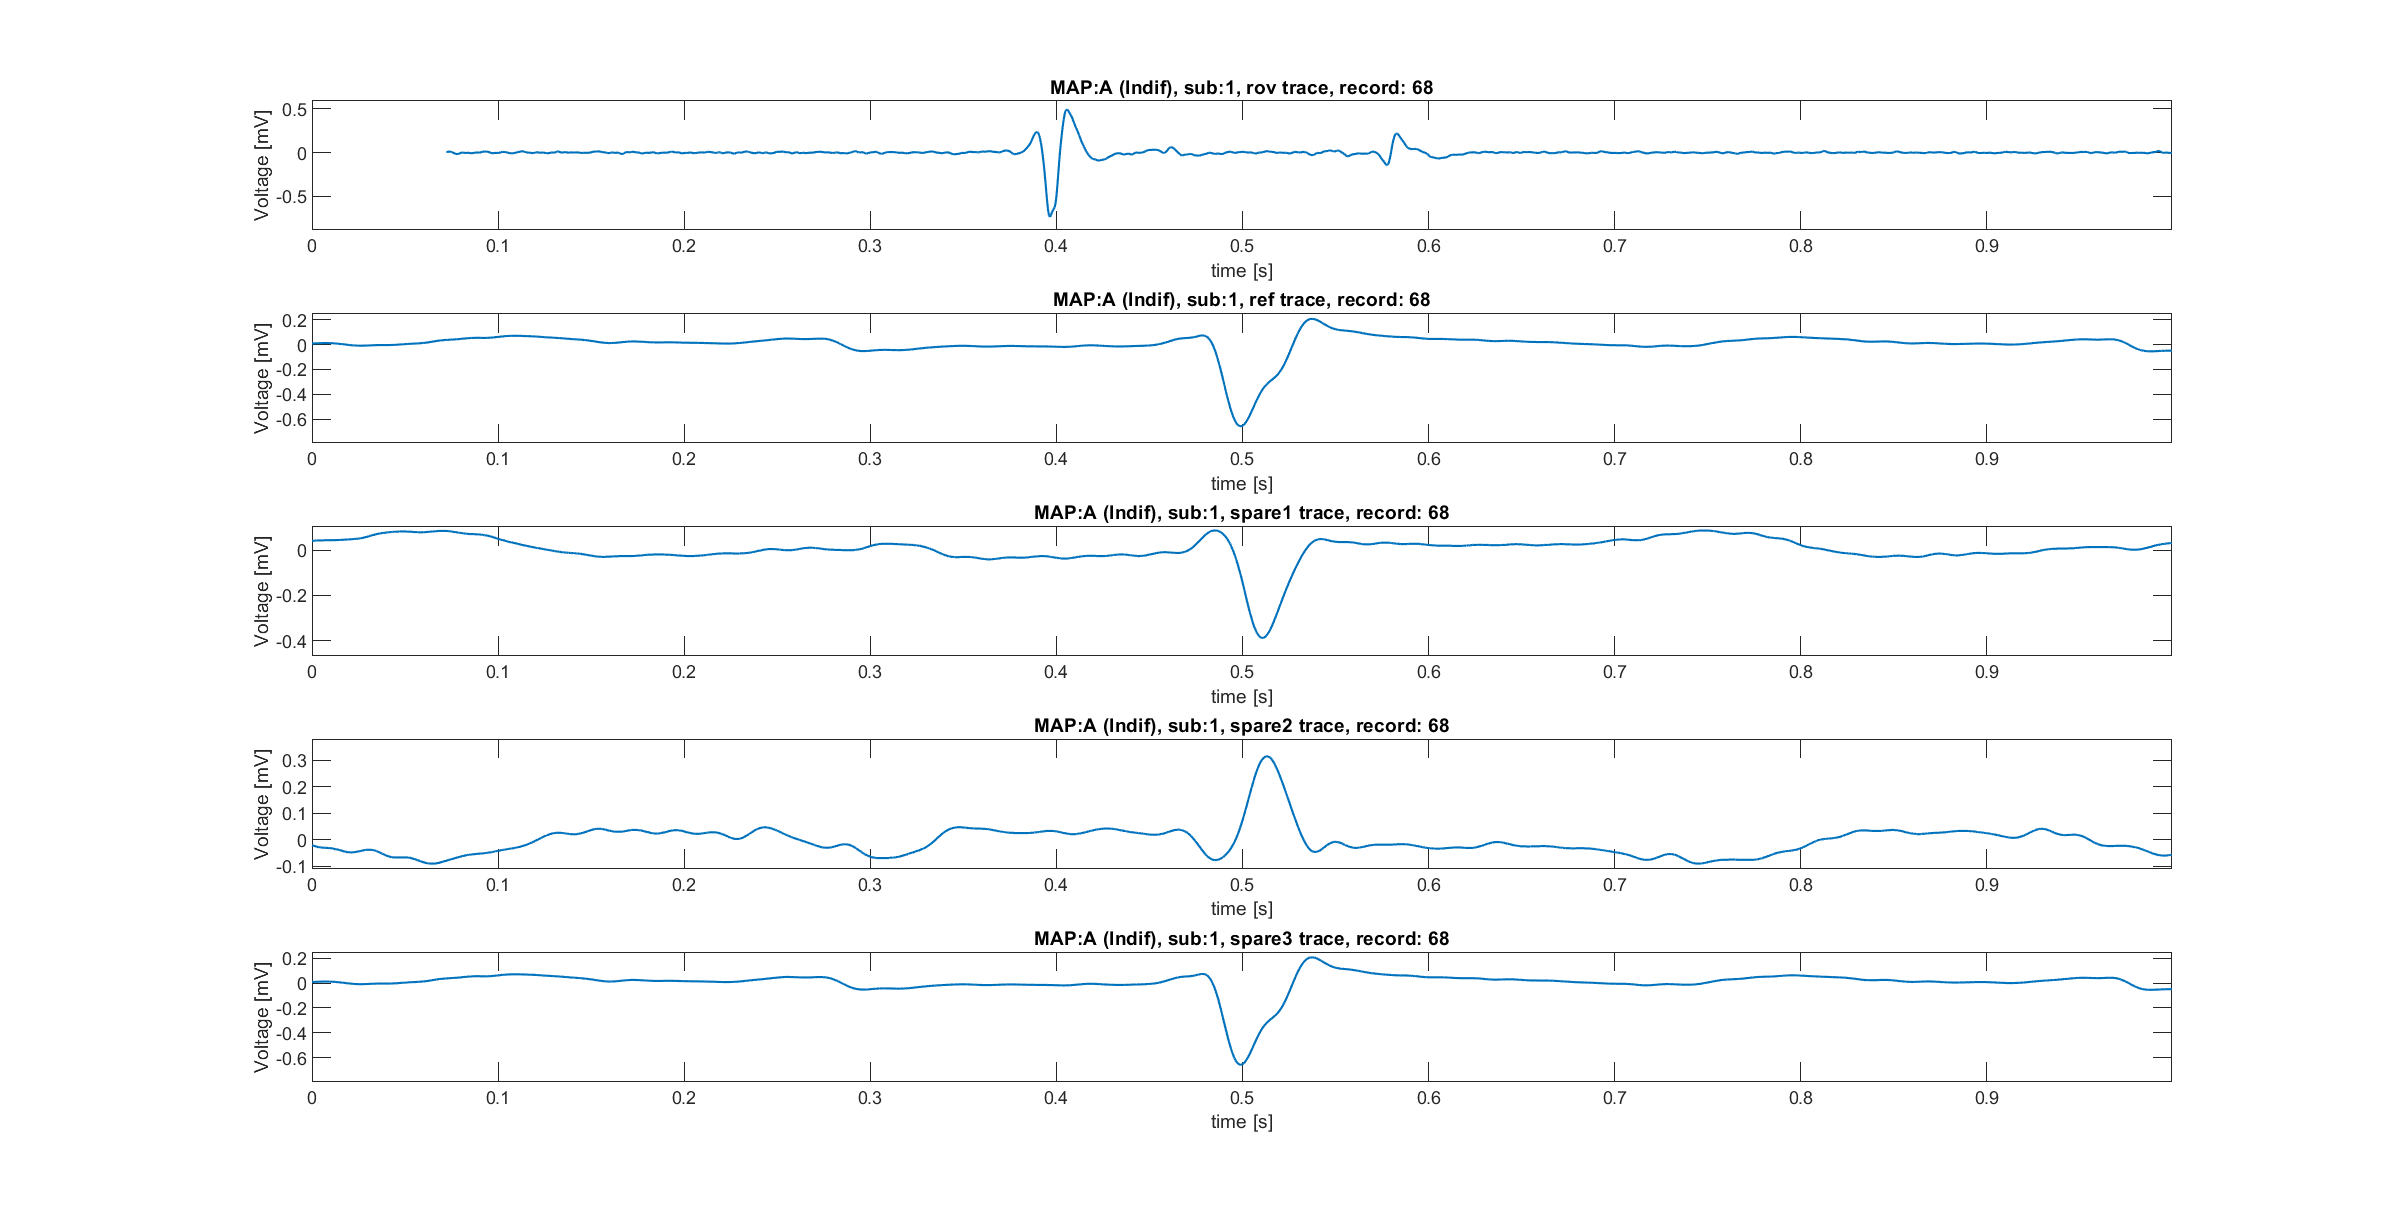 MAP:A (Indif), sub:1, rov trace, record: 68
Voltage [mV]
0.5
0
-0.5
0 0.1 0.2 0.3 0.4 0.5 0.6 0.7 0.8 0.9
time [s]
MAP:A (Indif), sub:1, ref trace, record: 68
Voltage [mV]
0.2
0
-0.2
-0.4
-0.6
0 0.1 0.2 0.3 0.4 0.5 0.6 0.7 0.8 0.9
time [s]
MAP:A (Indif), sub:1, spare1 trace, record: 68
Voltage [mV]
0
-0.2
-0.4
0 0.1 0.2 0.3 0.4 0.5 0.6 0.7 0.8 0.9
time [s]
MAP:A (Indif), sub:1, spare2 trace, record: 68
Voltage [mV]
0.3
0.2
0.1
0
-0.1
0 0.1 0.2 0.3 0.4 0.5 0.6 0.7 0.8 0.9
time [s]
MAP:A (Indif), sub:1, spare3 trace, record: 68
Voltage [mV]
0.2
0
-0.2
-0.4
-0.6
0 0.1 0.2 0.3 0.4 0.5 0.6 0.7 0.8 0.9
time [s]